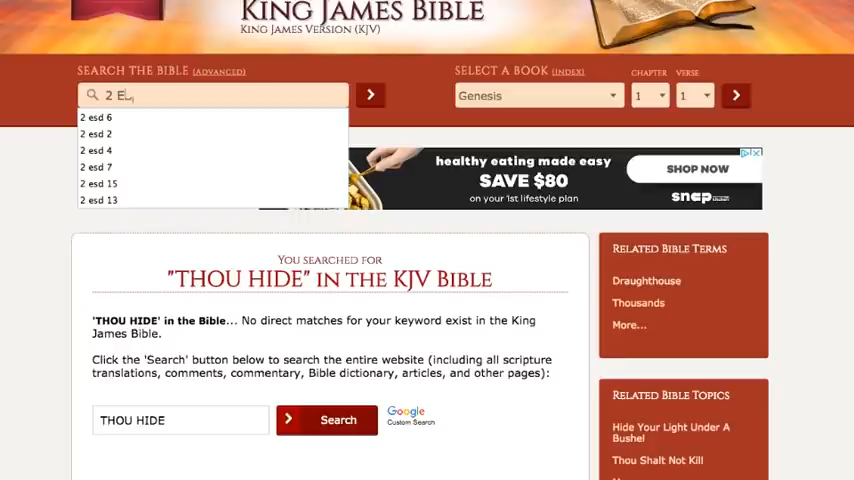 KING JAMES BIBLE
KING JAMES VERSION (KJV)
SEARCH THE BIBLE (ADVANCED)
SELECT A BOOK (INDEX)
CHAPTER
VERSE
Genesis
1
1
2 esd 6
2 esd 2
2 esd 4
2 esd 7
2 esd 15
2 esd 13
healthy eating made easy
SAVE $80
on your 1st lifestyle plan
SHOP NOW
snap
YOU SEARCHED FOR
"THOU HIDE" IN THE KJV BIBLE
'THOU HIDE' in the Bible... No direct matches for your keyword exist in the King
James Bible.
Click the 'Search' button below to search the entire website (including all scripture
translations, comments, commentary, Bible dictionary, articles, and other pages):
THOU HIDE
Search
Google
Custom Search
RELATED BIBLE TERMS
Draughthouse
Thousands
More...
RELATED BIBLE TOPICS
Hide Your Light Under A
Bushel
Thou Shalt Not Kill